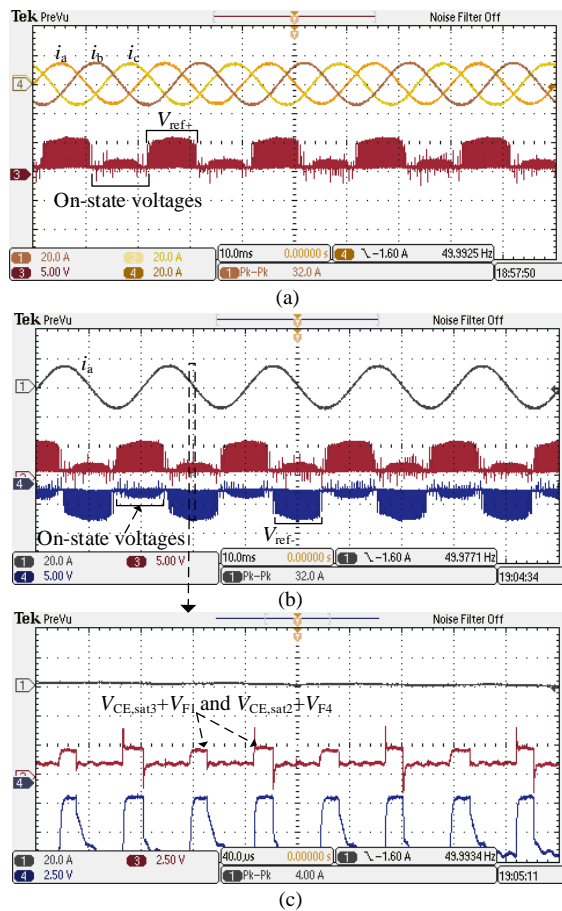 Tek PreVu Noise Filter Off
i_a i_b i_c
4
V_ref+
3
On-state voltages
1 20.0 A 2 20.0 A
3 5.00 V 4 20.0 A
10.0ms 0.00000 s
4 -1.60 A 49.9925 Hz
1 Pk-Pk 32.0 A
18:57:50
(a)
Tek PreVu Noise Filter Off
i_a
1
4
On-state voltages
V_ref-
1 20.0 A 3 5.00 V
4 5.00 V
10.0ms 0.00000 s
1 -1.60 A 49.9771 Hz
1 Pk-Pk 32.0 A
19:04:34
(b)
Tek PreVu Noise Filter Off
1
V_CE,sat3+V_F1 and V_CE,sat2+V_F4
4
1 20.0 A 3 2.50 V
4 2.50 V
40.0µs 0.00000 s
1 -1.60 A 49.9934 Hz
1 Pk-Pk 4.00 A
19:05:11
(c)